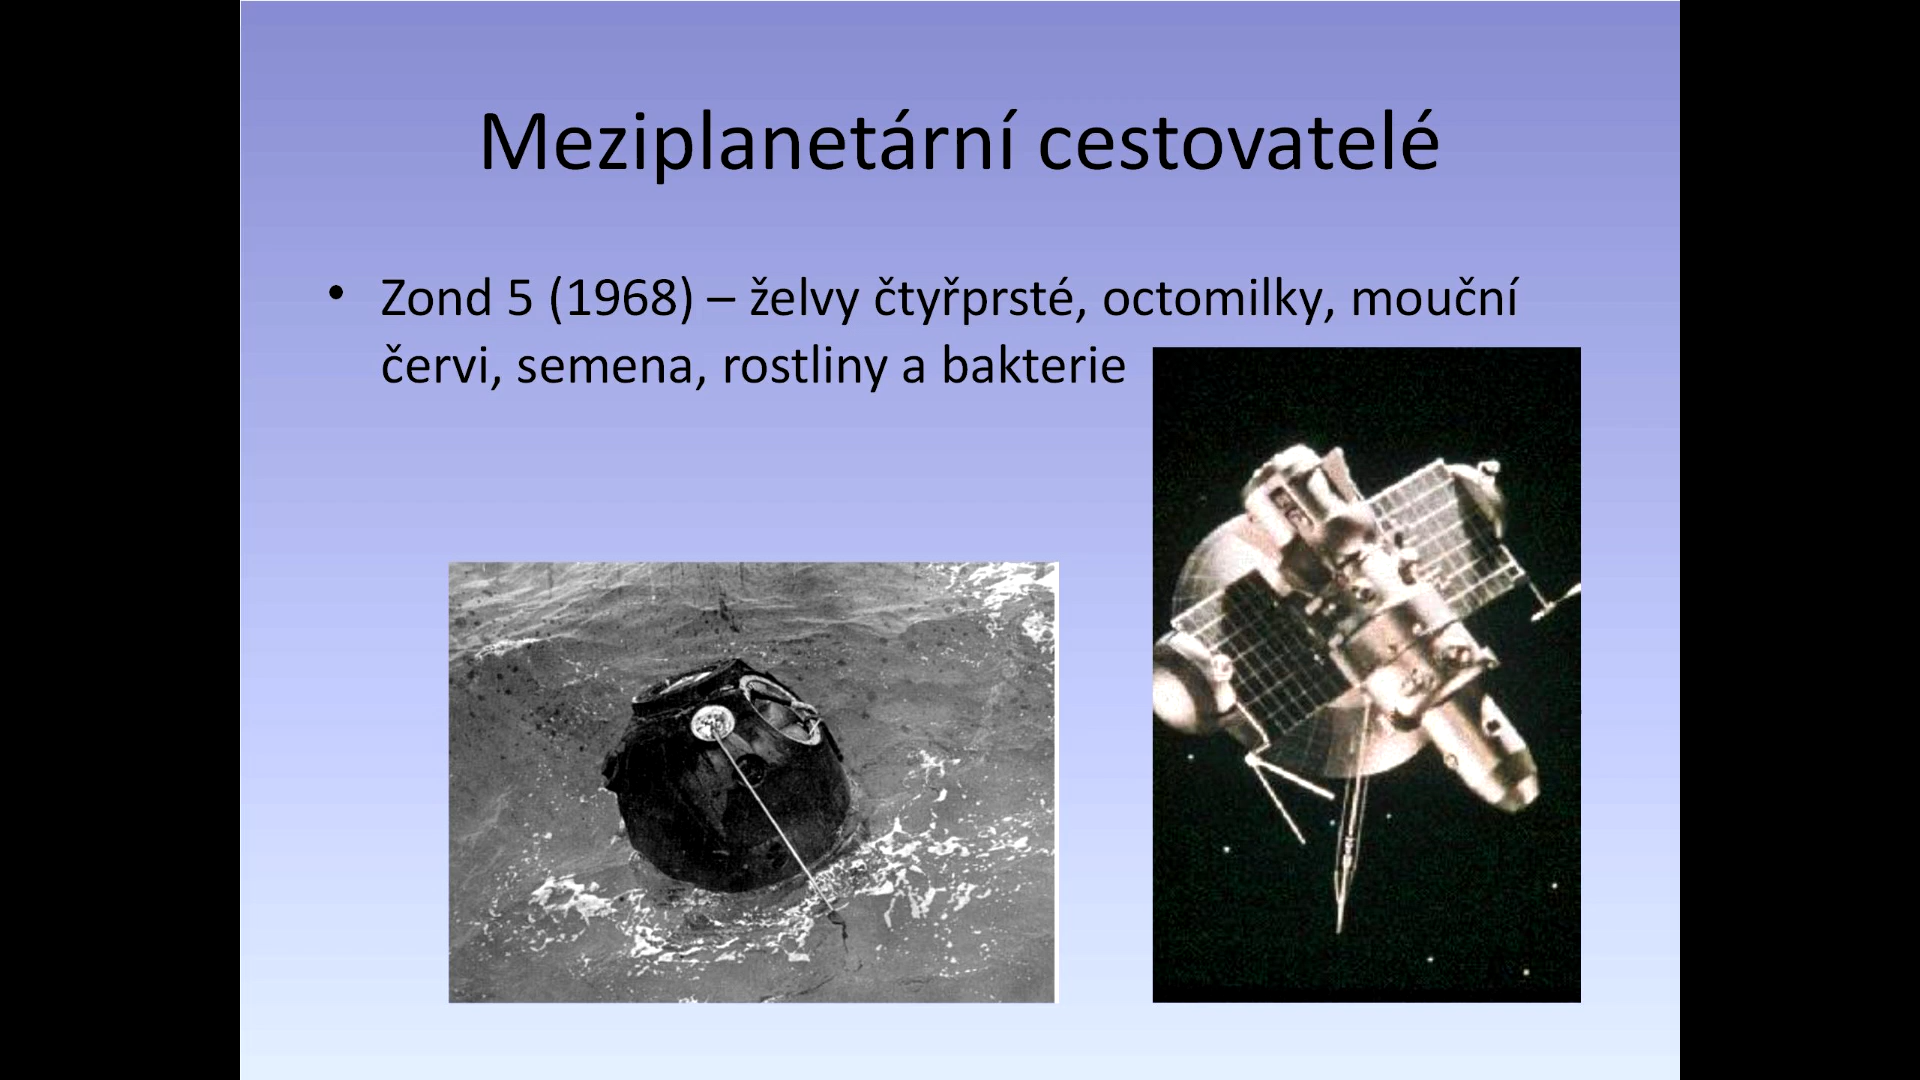 Meziplanetární cestovatelé
• Zond 5 (1968) – želvy čtyřprsté, octomilky, mouční
červi, semena, rostliny a bakterie